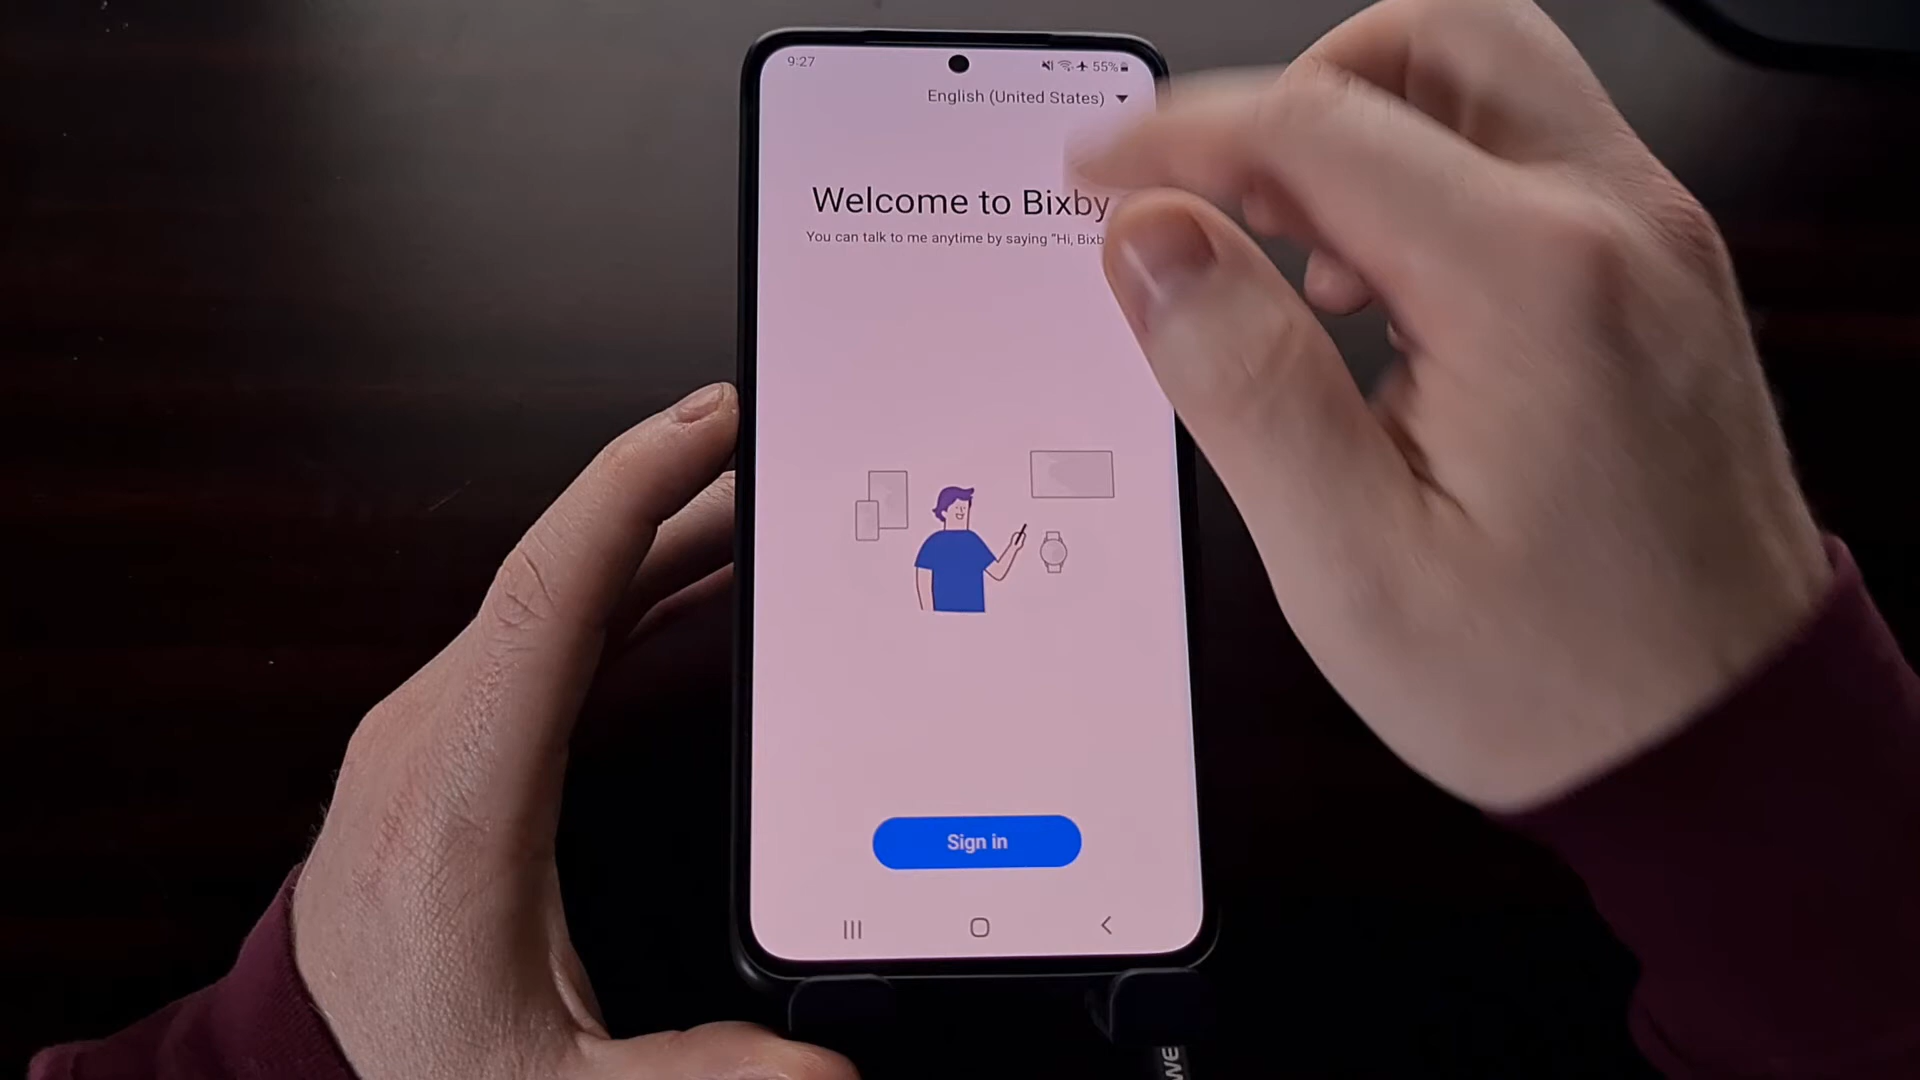 9:27
55%
English (United States)
Welcome to Bixby
You can talk to me anytime by saying "Hi,
Sign in